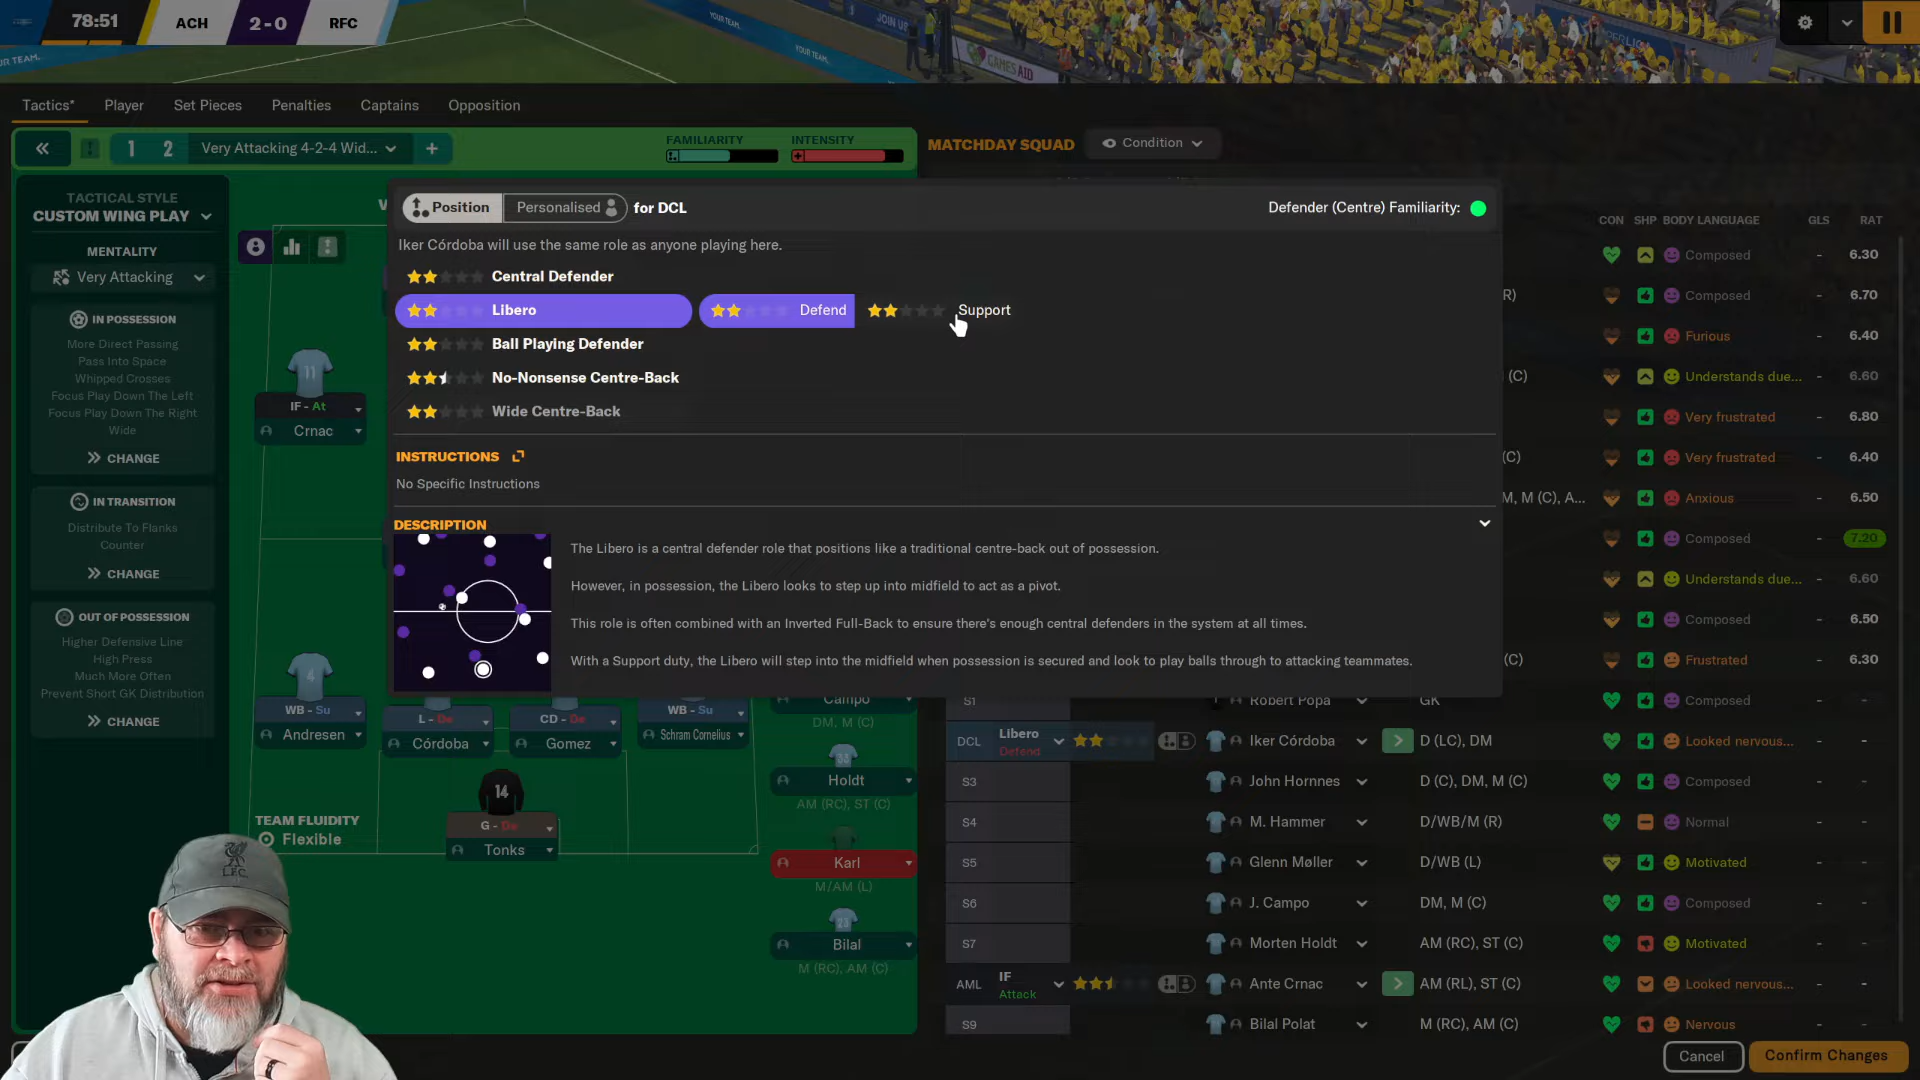 78:51
ACH
2 - 0
RFC
YOUR TEAM.
JOIN US
GAMES AID
UR TEAM.
YOUR TEAM.
YOUR TEAM.
Tactics*
Player
Set Pieces
Penalties
Captains
Opposition
1
2
Very Attacking 4-2-4 Wid...
FAMILIARITY
INTENSITY
MATCHDAY SQUAD
Condition
TACTICAL STYLE
CUSTOM WING PLAY
MENTALITY
Very Attacking
IN POSSESSION
More Direct Passing
Pass Into Space
Whipped Crosses
Focus Play Down The Left
Focus Play Down The Right
Wide
CHANGE
IN TRANSITION
Distribute To Flanks
Counter
CHANGE
OUT OF POSSESSION
Higher Defensive Line
High Press
Much More Often
Prevent Short GK Distribution
CHANGE
TEAM FLUIDITY
Flexible
Position
Personalised
for DCL
Defender (Centre) Familiarity:
Iker Córdoba will use the same role as anyone playing here.
Central Defender
Libero
Defend
Support
Ball Playing Defender
No-Nonsense Centre-Back
Wide Centre-Back
INSTRUCTIONS
No Specific Instructions
DESCRIPTION
The Libero is a central defender role that positions like a traditional centre-back out of possession.
However, in possession, the Libero looks to step up into midfield to act as a pivot.
This role is often combined with an Inverted Full-Back to ensure there's enough central defenders in the system at all times.
With a Support duty, the Libero will step into the midfield when possession is secured and look to play balls through to attacking teammates.
11
IF - At
Crnac
4
WB - Su
Andresen
L - De
Córdoba
CD - De
Gomez
WB - Su
Schram Cornelius
14
G - De
Tonks
Campo
DM, M (C)
Holdt
AM (RC), ST (C)
Karl
M/AM (L)
23
Bilal
M (RC), AM (C)
CON
SHP
BODY LANGUAGE
GLS
RAT
Composed - 6.30
R) Composed - 6.70
Furious - 6.40
(C) Understands due... - 6.60
Very frustrated - 6.80
(C) Very frustrated - 6.40
M, M (C), A... Anxious - 6.50
Composed - 7.20
Understands due... - 6.60
Composed - 6.50
(C) Frustrated - 6.30
S1 Robert Popa GK Composed - -
DCL Libero Defend Iker Córdoba D (LC), DM Looked nervous... - -
S3 John Hornnes D (C), DM, M (C) Composed - -
S4 M. Hammer D/WB/M (R) Normal - -
S5 Glenn Møller D/WB (L) Motivated - -
S6 J. Campo DM, M (C) Composed - -
S7 Morten Holdt AM (RC), ST (C) Motivated - -
AML IF Attack Ante Crnac AM (RL), ST (C) Looked nervous... - -
S9 Bilal Polat M (RC), AM (C) Nervous - -
Cancel
Confirm Changes
L.F.C.